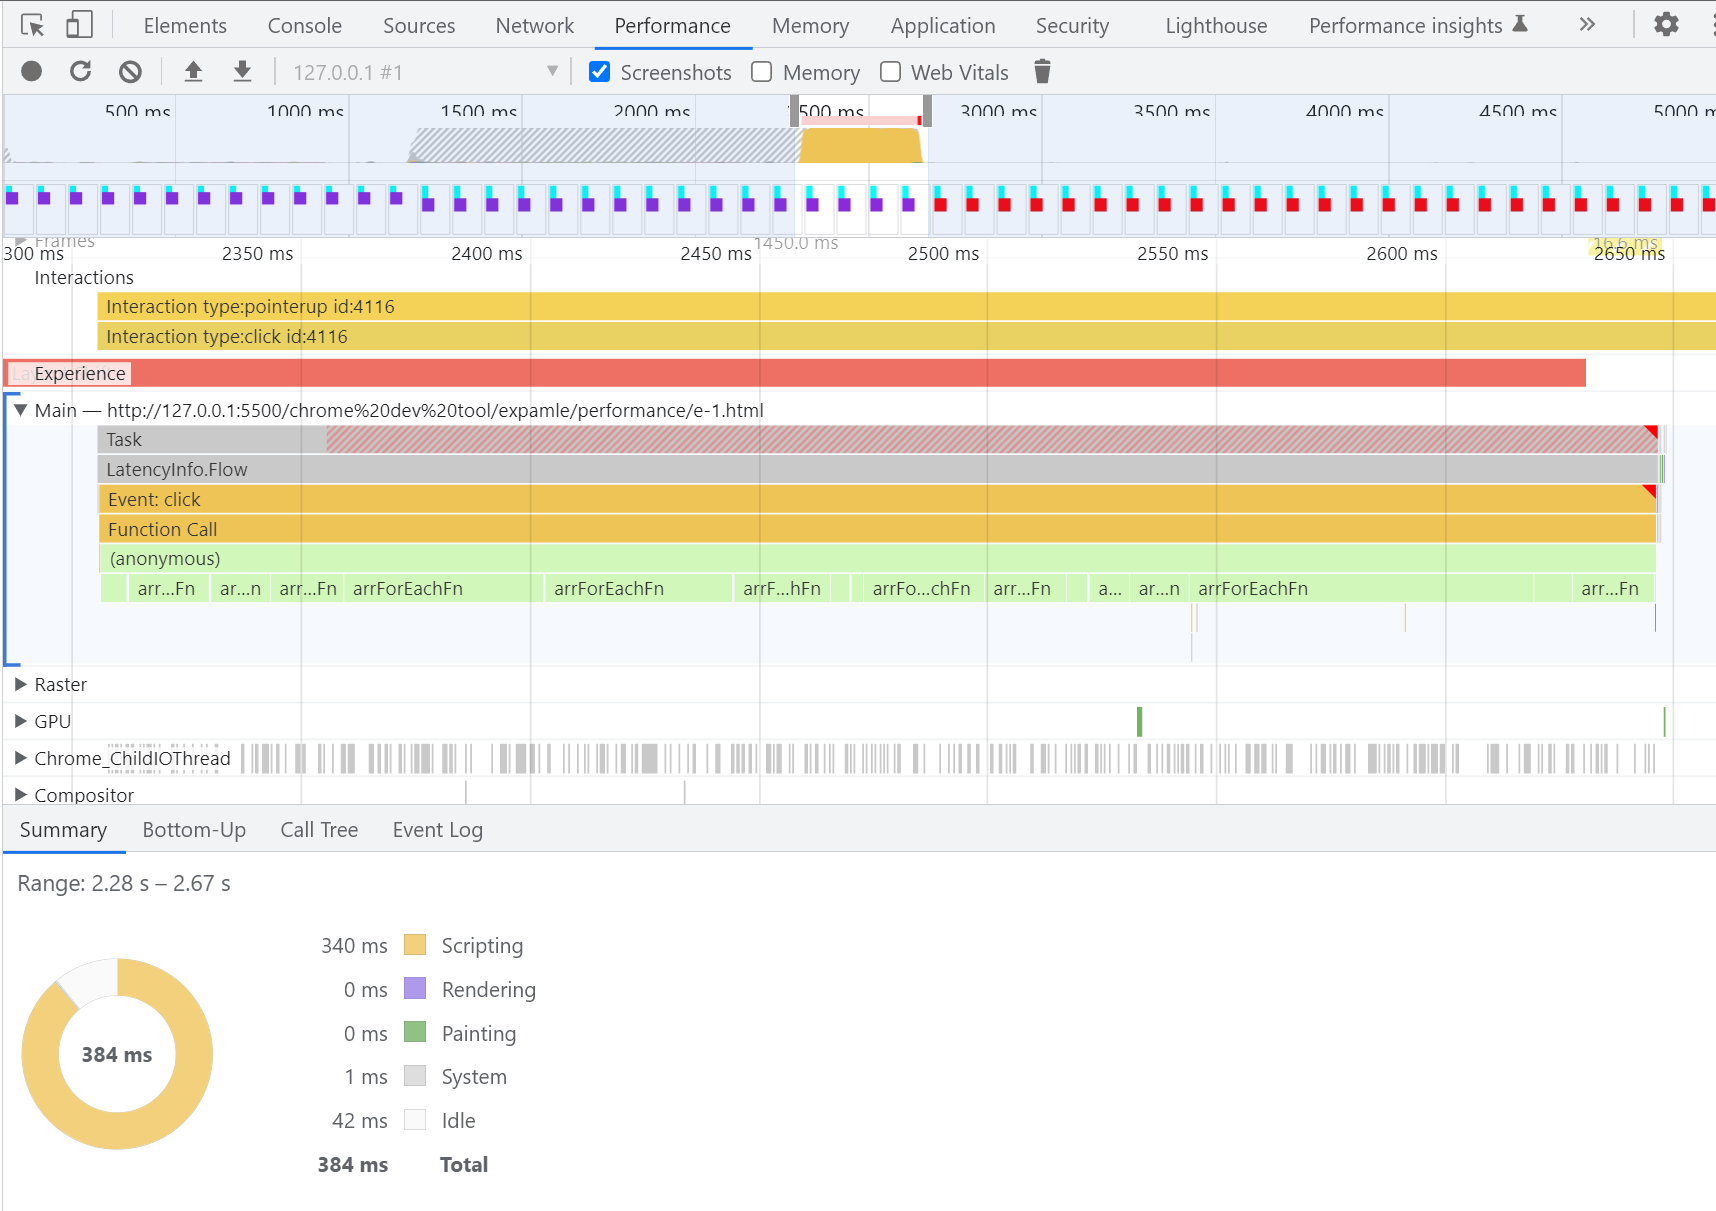 Elements Console Sources Network Performance Memory Application Security Lighthouse Performance insights
127.0.0.1 #1 Screenshots Memory Web Vitals
500 ms 1000 ms 1500 ms 2000 ms 500 ms 3000 ms 3500 ms 4000 ms 4500 ms 5000 m
Frames 1450.0 ms 16.6 ms
300 ms 2350 ms 2400 ms 2450 ms 2500 ms 2550 ms 2600 ms 2650 ms
Interactions
Interaction type:pointerup id:4116
Interaction type:click id:4116
Experience
Main — http://127.0.0.1:5500/chrome%20dev%20tool/expamle/performance/e-1.html
Task
LatencyInfo.Flow
Event: click
Function Call
(anonymous)
arr…Fn ar…n arr…Fn arrForEachFn arrForEachFn arrF…hFn arrFo…chFn arr…Fn a… ar…n arrForEachFn arr…Fn
Raster
GPU
Chrome_ChildIOThread
Compositor
Summary Bottom-Up Call Tree Event Log
Range: 2.28 s – 2.67 s
340 ms Scripting
0 ms Rendering
0 ms Painting
1 ms System
42 ms Idle
384 ms Total
384 ms